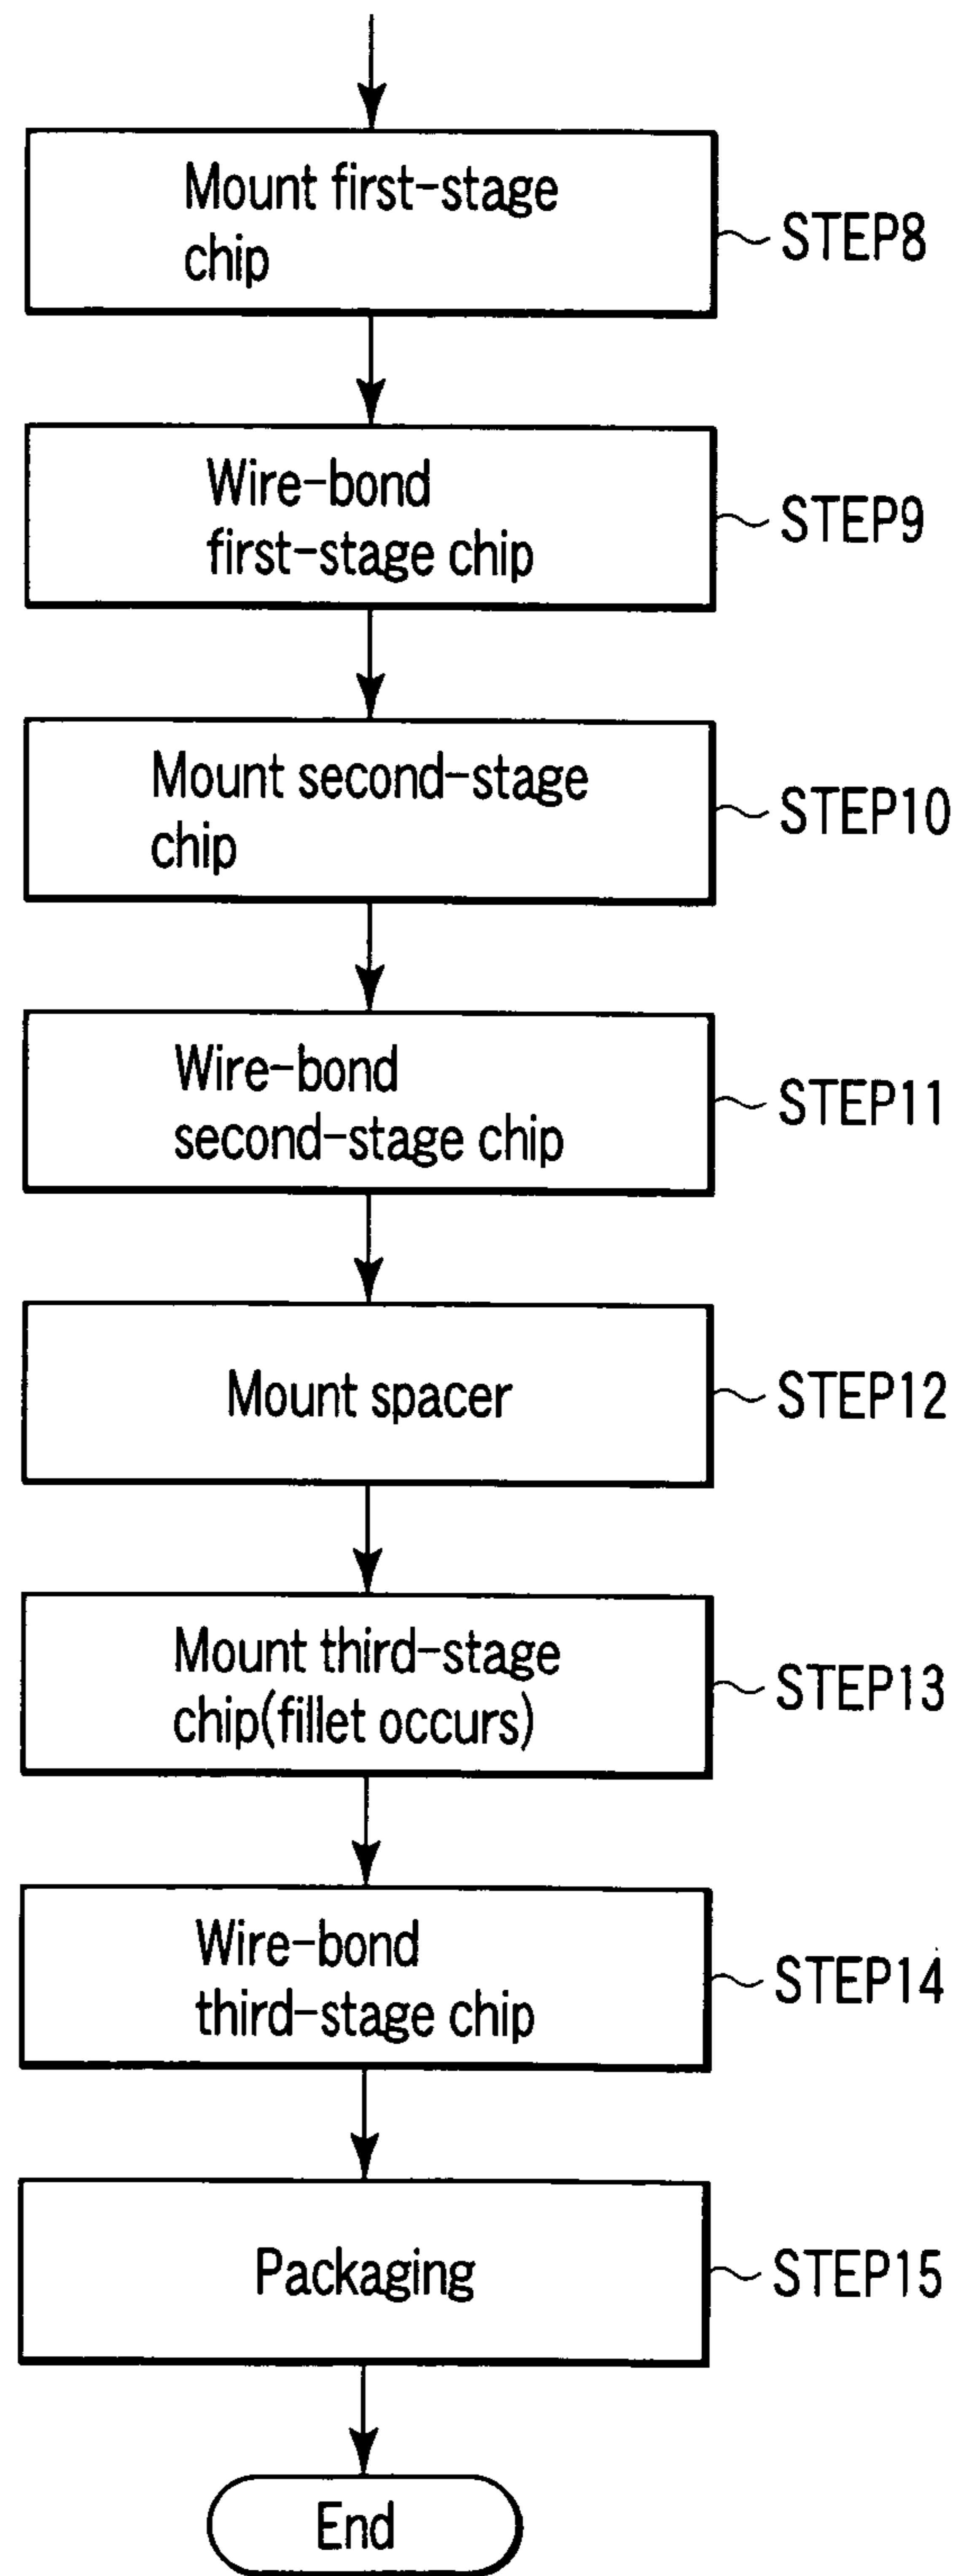 Mount first-stage
chip
STEP8
Wire-bond
first-stage chip
STEP9
Mount second-stage
chip
STEP10
Wire-bond
second-stage chip
STEP11
Mount spacer
STEP12
Mount third-stage
chip(fillet occurs)
STEP13
Wire-bond
third-stage chip
STEP14
Packaging
STEP15
End